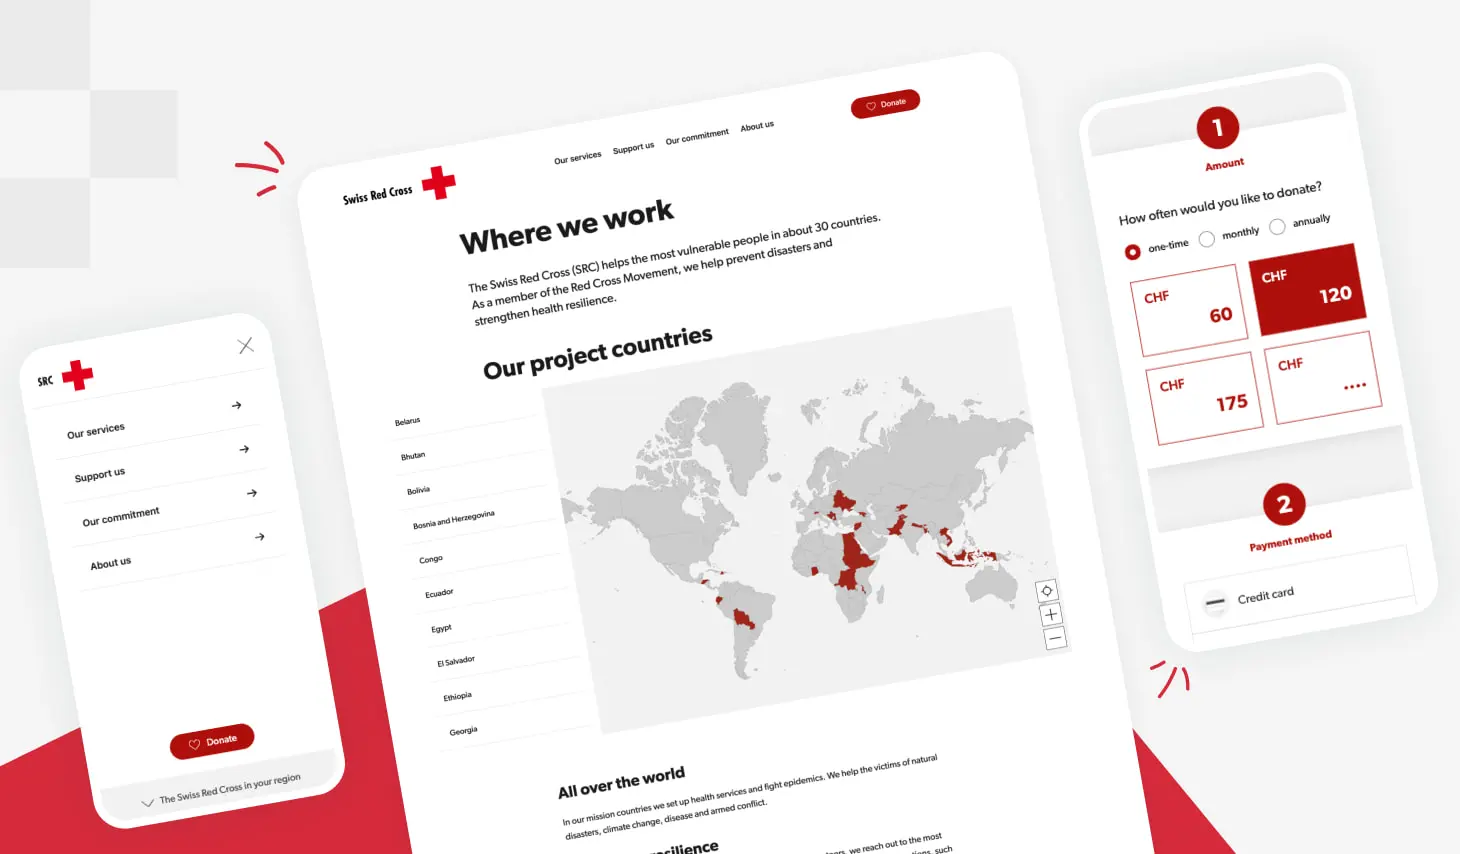 SRC
Our services
Support us
Our commitment
About us
Donate
The Swiss Red Cross in your region
Swiss Red Cross
Our services
Support us
Our commitment
About us
Donate
Where we work
The Swiss Red Cross (SRC) helps the most vulnerable people in about 30 countries.
As a member of the Red Cross Movement, we help prevent disasters and
strengthen health resilience.
Our project countries
Belarus
Bhutan
Bolivia
Bosnia and Herzegovina
Congo
Ecuador
Egypt
El Salvador
Ethiopia
Georgia
All over the world
In our mission countries we set up health services and fight epidemics. We help the victims of natural
disasters, climate change, disease and armed conflict.
we reach out to the most
such
1
Amount
How often would you like to donate?
one-time
monthly
annually
CHF
60
CHF
120
CHF
175
CHF
....
2
Payment method
Credit card